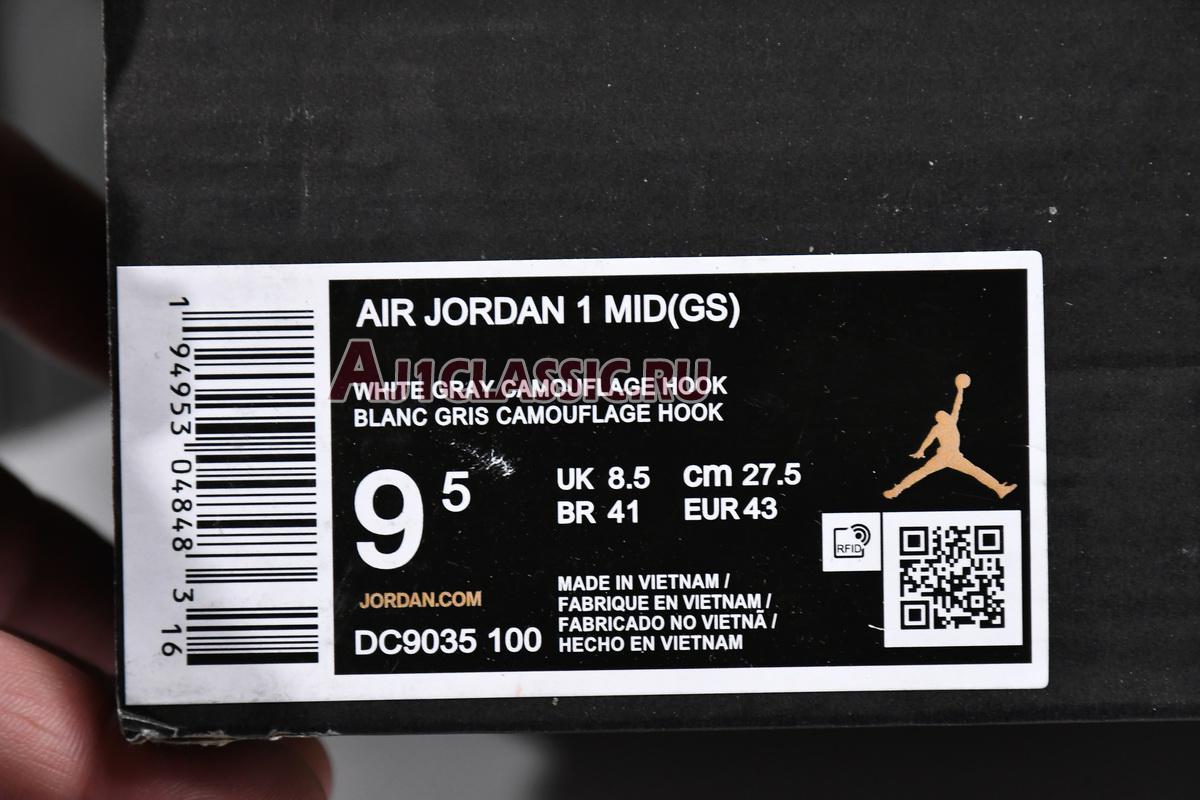 AIR JORDAN 1 MID(GS)
AJ1CLASSIC.RU
WHITE GRAY CAMOUFLAGE HOOK
BLANC GRIS CAMOUFLAGE HOOK
9 5
UK 8.5 cm 27.5
BR 41 EUR 43
RFID
JORDAN.COM
DC9035 100
MADE IN VIETNAM /
FABRIQUE EN VIETNAM /
FABRICADO NO VIETNÃ /
HECHO EN VIETNAM
1 94953 04848 3 16